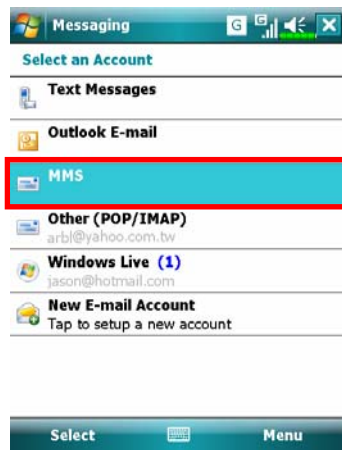 Messaging
G G
Select an Account
Text Messages
Outlook E-mail
MMS
Other (POP/IMAP)
arbl@yahoo.com.tw
Windows Live (1)
jason@hotmail.com
New E-mail Account
Tap to setup a new account
Select Menu